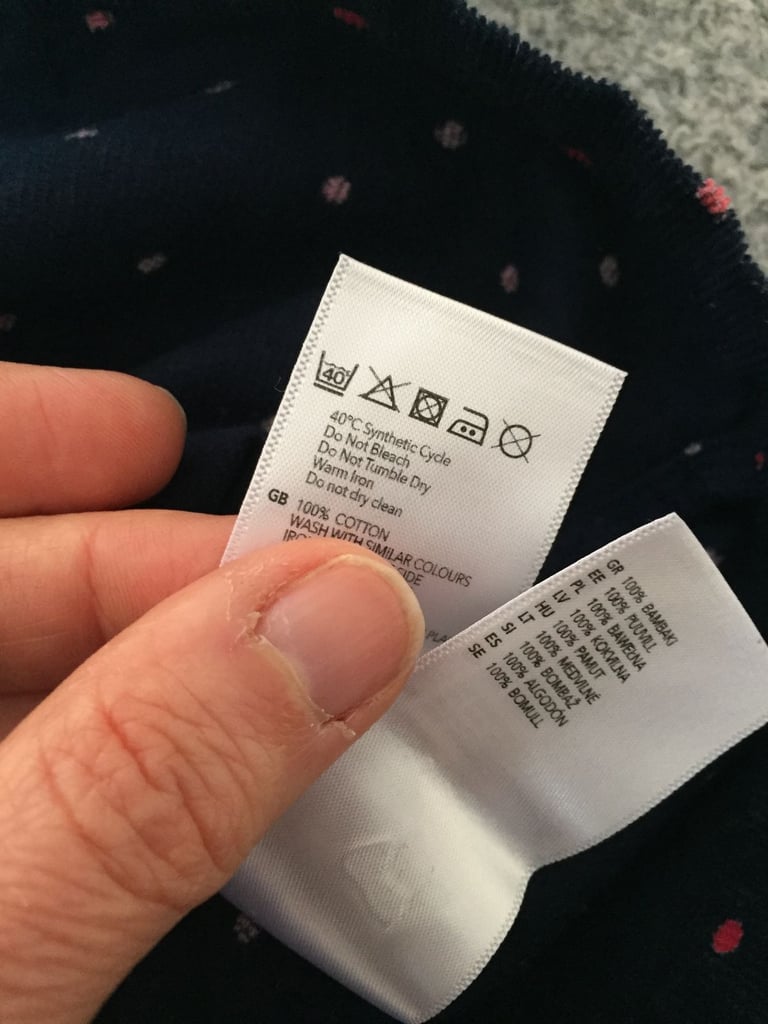 40
40°C Synthetic Cycle
Do Not Bleach
Do Not Tumble Dry
Warm Iron
Do not dry clean
GB 100% COTTON
WASH WITH SIMILAR COLOURS
SIDE
GR 100% BAMBAKI
EE 100% PUUVILL
PL 100% BAWEŁNA
LV 100% KOKVILNA
HU 100% PAMUT
LT 100% MEDVILNĖ
SI 100% BOMBAŽ
ES 100% ALGODÓN
SE 100% BOMULL